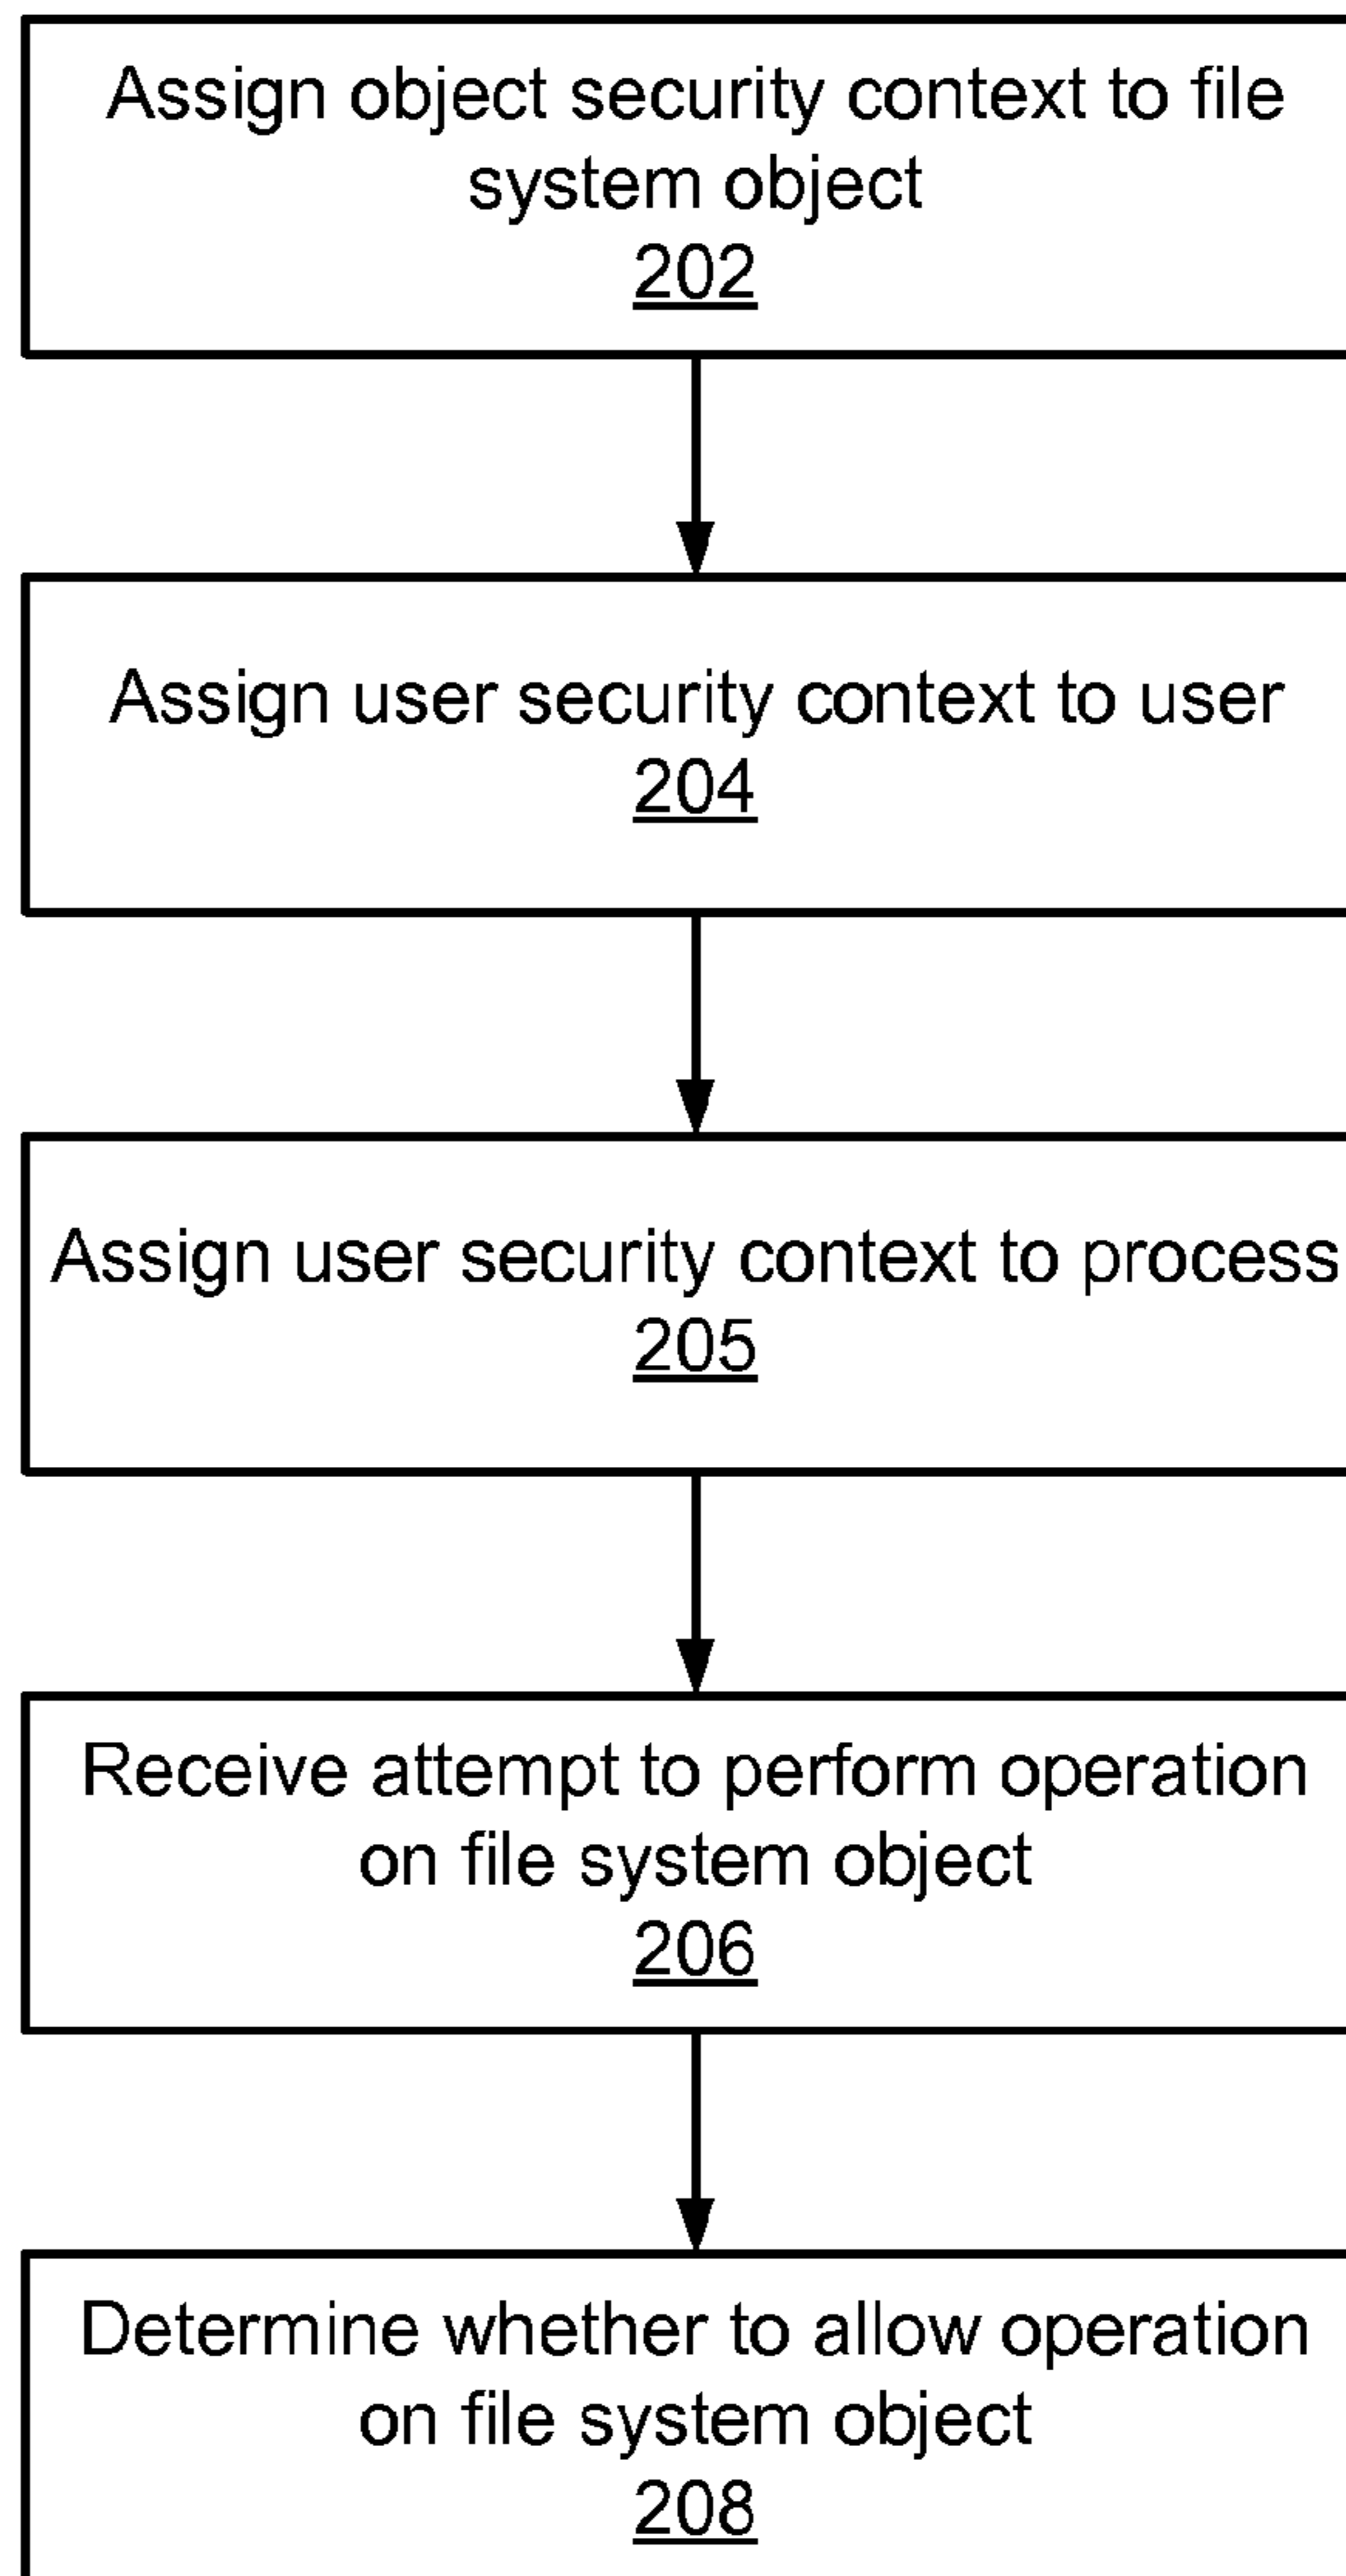 Assign object security context to file
system object
202
Assign user security context to user
204
Assign user security context to process
205
Receive attempt to perform operation
on file system object
206
Determine whether to allow operation
on file system object
208